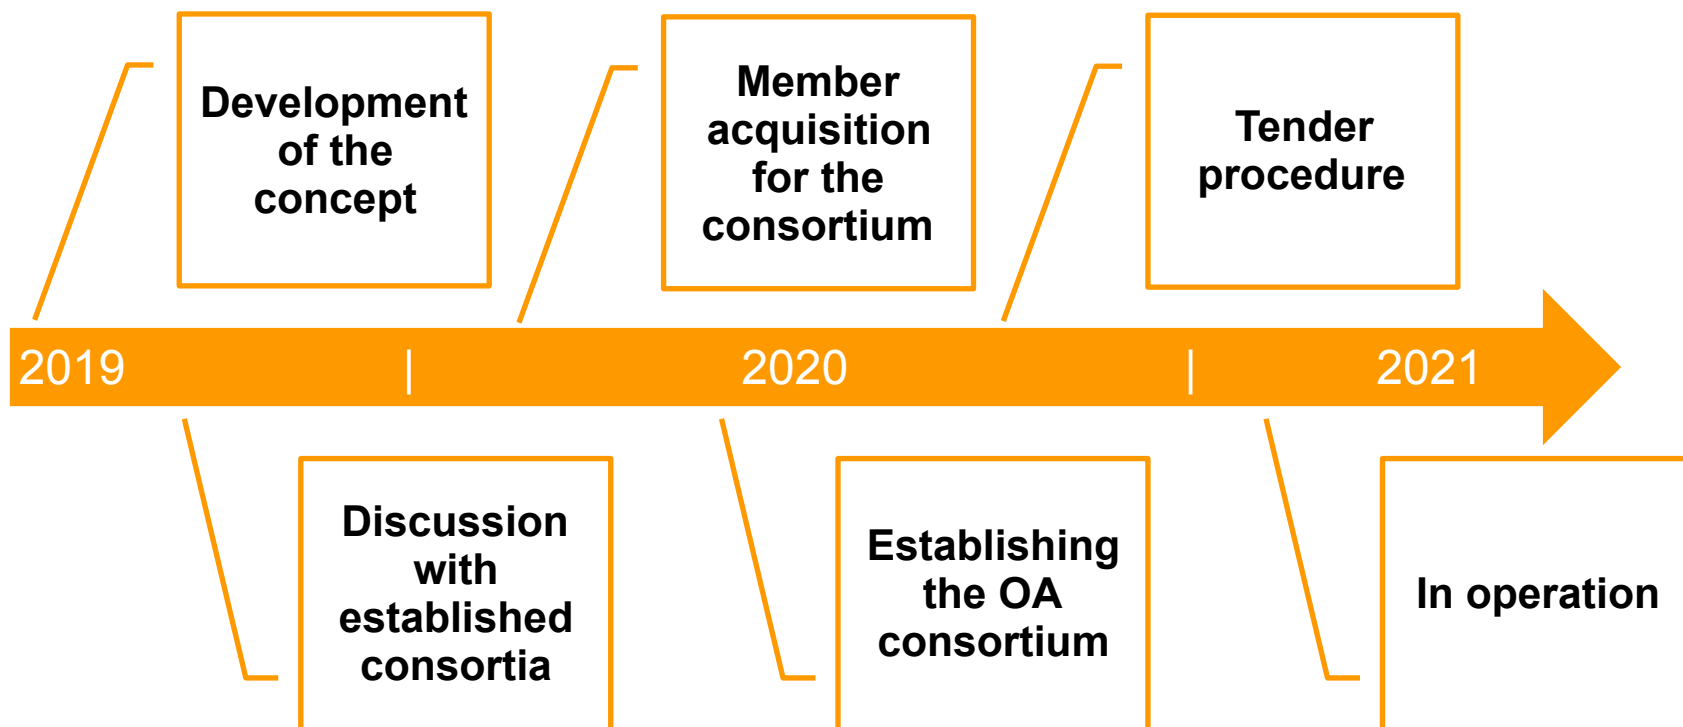 Development
of the
concept
Member
acquisition
for the
consortium
Tender
procedure
2019 | 2020 | 2021
Discussion
with
established
consortia
Establishing
the OA
consortium
In operation